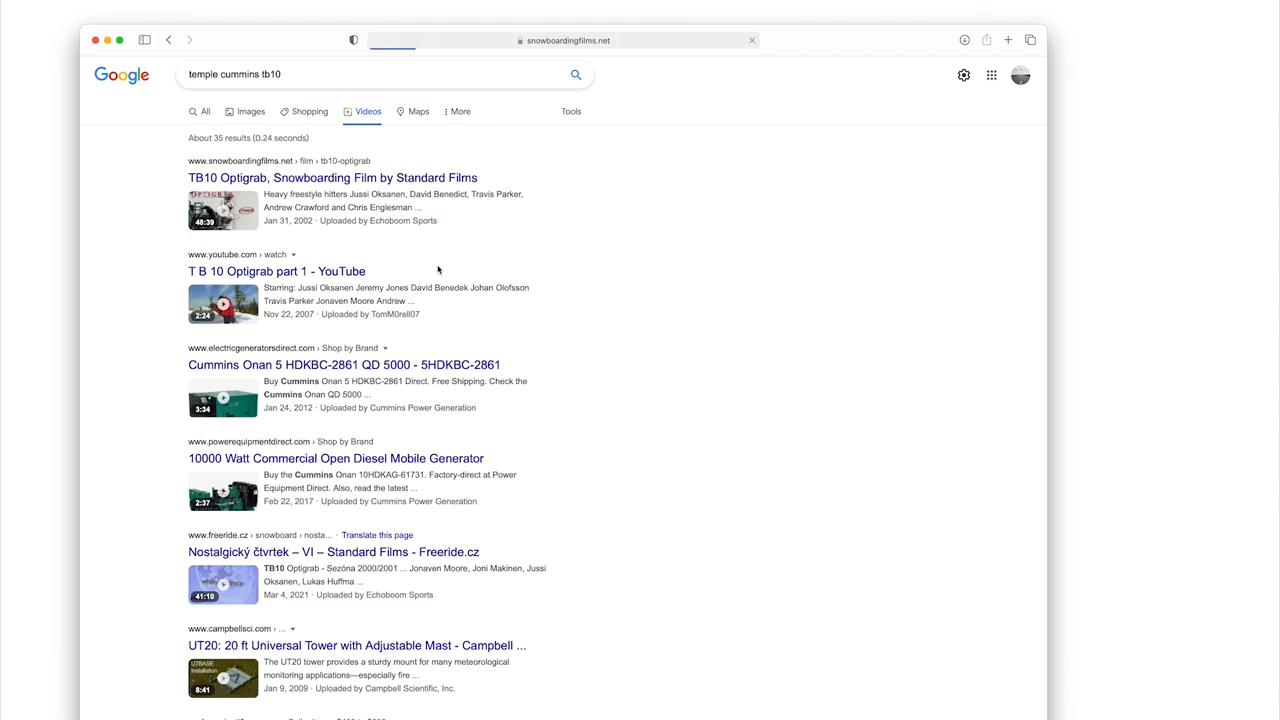 snowboardingfilms.net
Google
temple cummins tb10
All
Images
Shopping
Videos
Maps
More
Tools
About 35 results (0.24 seconds)
www.snowboardingfilms.net › film › tb10-optigrab
TB10 Optigrab, Snowboarding Film by Standard Films
OPTIGRAB
48:39
Heavy freestyle hitters Jussi Oksanen, David Benedict, Travis Parker,
Andrew Crawford and Chris Englesman ...
Jan 31, 2002 · Uploaded by Echoboom Sports
www.youtube.com › watch
T B 10 Optigrab part 1 - YouTube
2:24
Starring: Jussi Oksanen Jeremy Jones David Benedek Johan Olofsson
Travis Parker Jonaven Moore Andrew ...
Nov 22, 2007 · Uploaded by TomM0rell07
www.electricgeneratorsdirect.com › Shop by Brand
Cummins Onan 5 HDKBC-2861 QD 5000 - 5HDKBC-2861
3:34
Buy Cummins Onan 5 HDKBC-2861 Direct. Free Shipping. Check the
Cummins Onan QD 5000 ...
Jan 24, 2012 · Uploaded by Cummins Power Generation
www.powerequipmentdirect.com › Shop by Brand
10000 Watt Commercial Open Diesel Mobile Generator
2:37
Buy the Cummins Onan 10HDKAG-61731. Factory-direct at Power
Equipment Direct. Also, read the latest ...
Feb 22, 2017 · Uploaded by Cummins Power Generation
www.freeride.cz › snowboard › nosta... · Translate this page
Nostalgický čtvrtek – VI – Standard Films - Freeride.cz
41:10
TB10 Optigrab - Sezóna 2000/2001 ... Jonaven Moore, Joni Makinen, Jussi
Oksanen, Lukas Huffma ...
Mar 4, 2021 · Uploaded by Echoboom Sports
www.campbellsci.com › ...
UT20: 20 ft Universal Tower with Adjustable Mast - Campbell ...
UTBASE
Installation
8:41
The UT20 tower provides a sturdy mount for many meteorological
monitoring applications—especially fire ...
Jan 9, 2009 · Uploaded by Campbell Scientific, Inc.